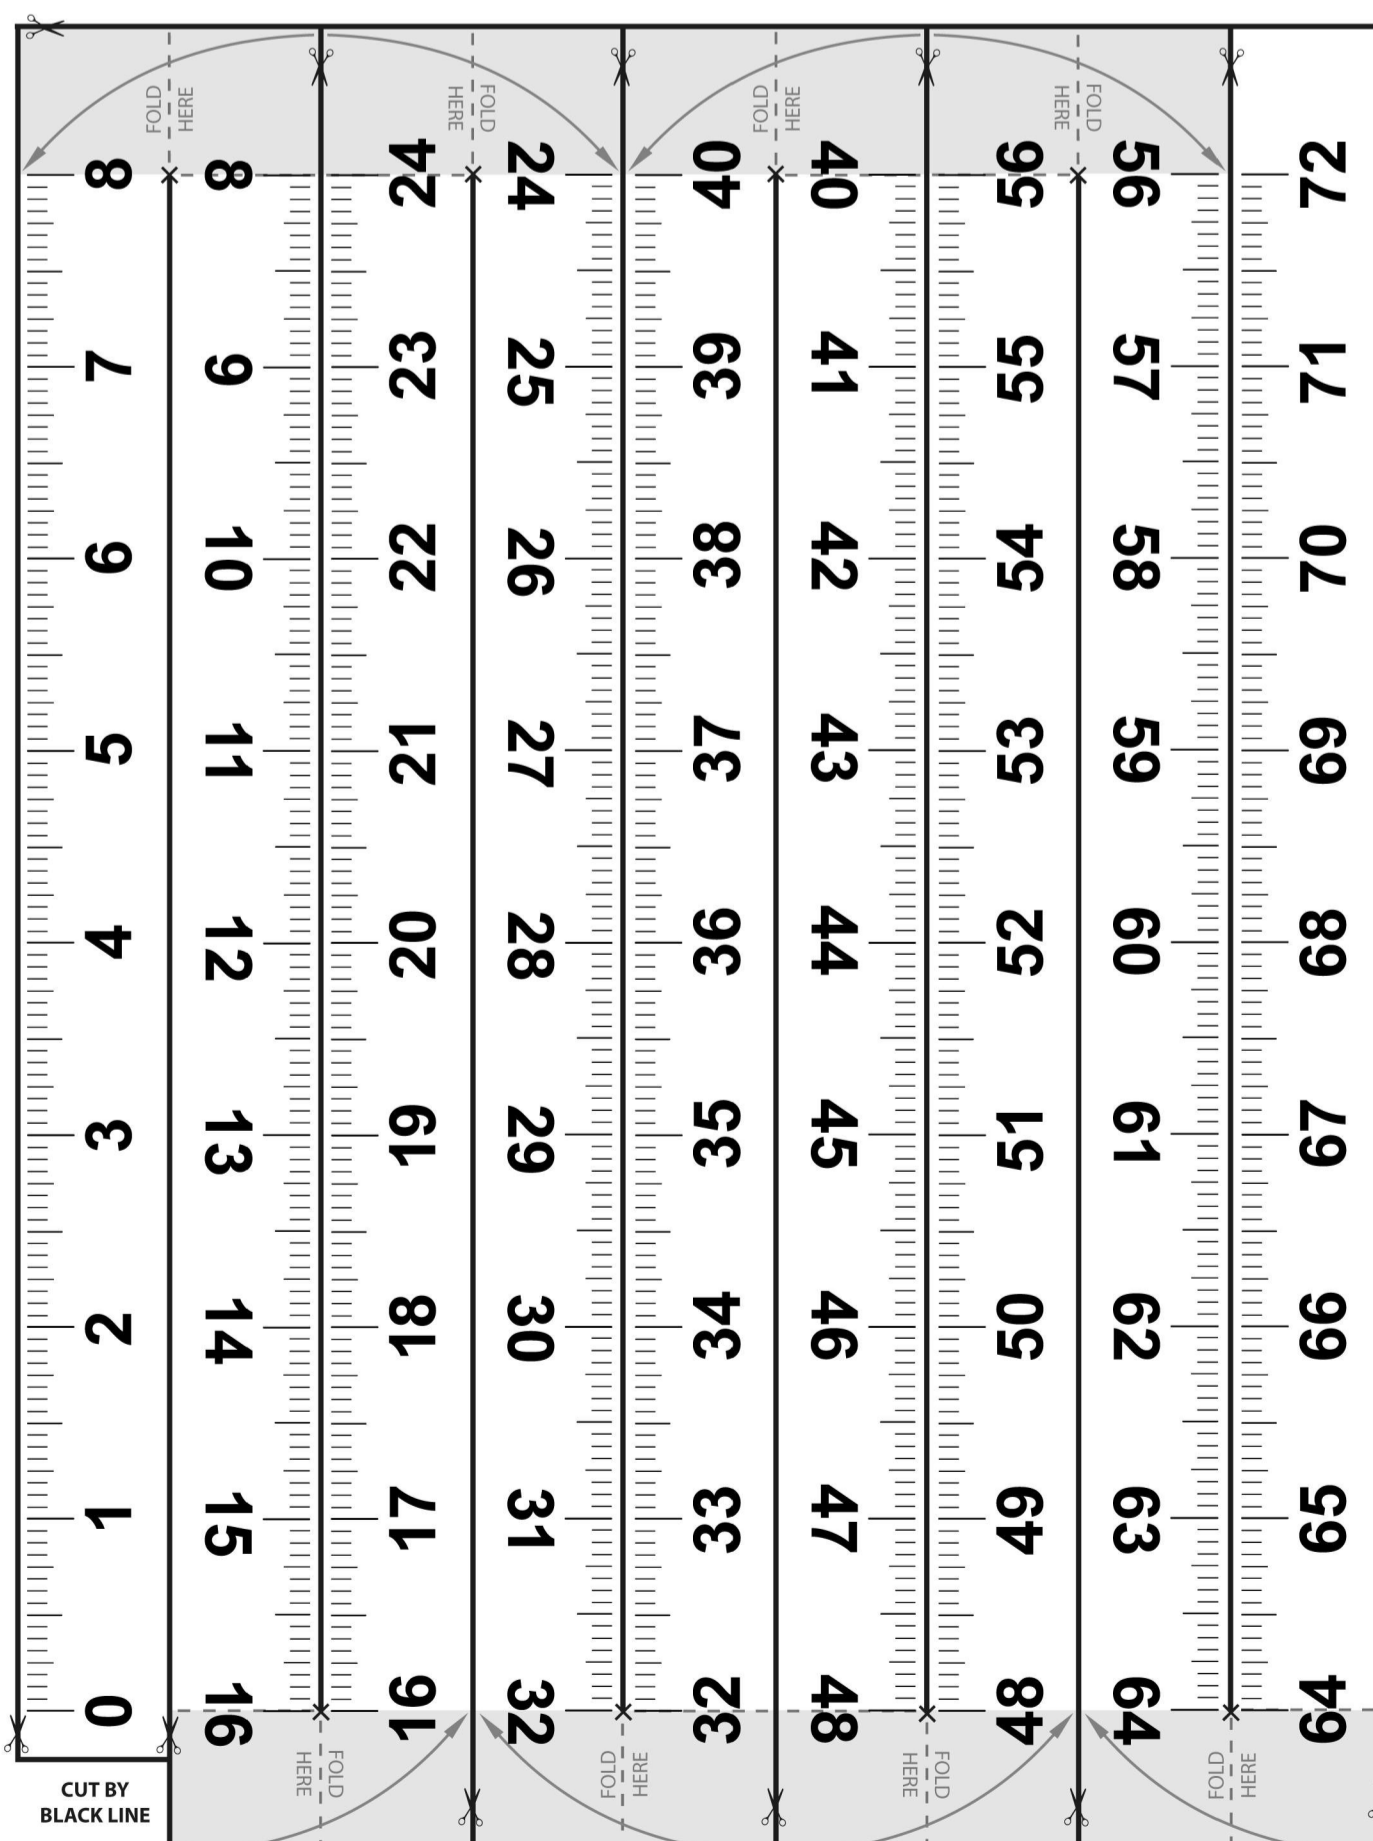 FOLD
HERE
FOLD
HERE
FOLD
HERE
FOLD
HERE
8 8 24 24 40 40 56 56 72
7 9 23 25 39 41 55 57 71
6 10 22 26 38 42 54 58 70
5 11 21 27 37 43 53 59 69
4 12 20 28 36 44 52 60 68
3 13 19 29 35 45 51 61 67
2 14 18 30 34 46 50 62 66
1 15 17 31 33 47 49 63 65
0 16 16 32 32 48 48 64 64
FOLD
HERE
FOLD
HERE
FOLD
HERE
FOLD
HERE
CUT BY
BLACK LINE